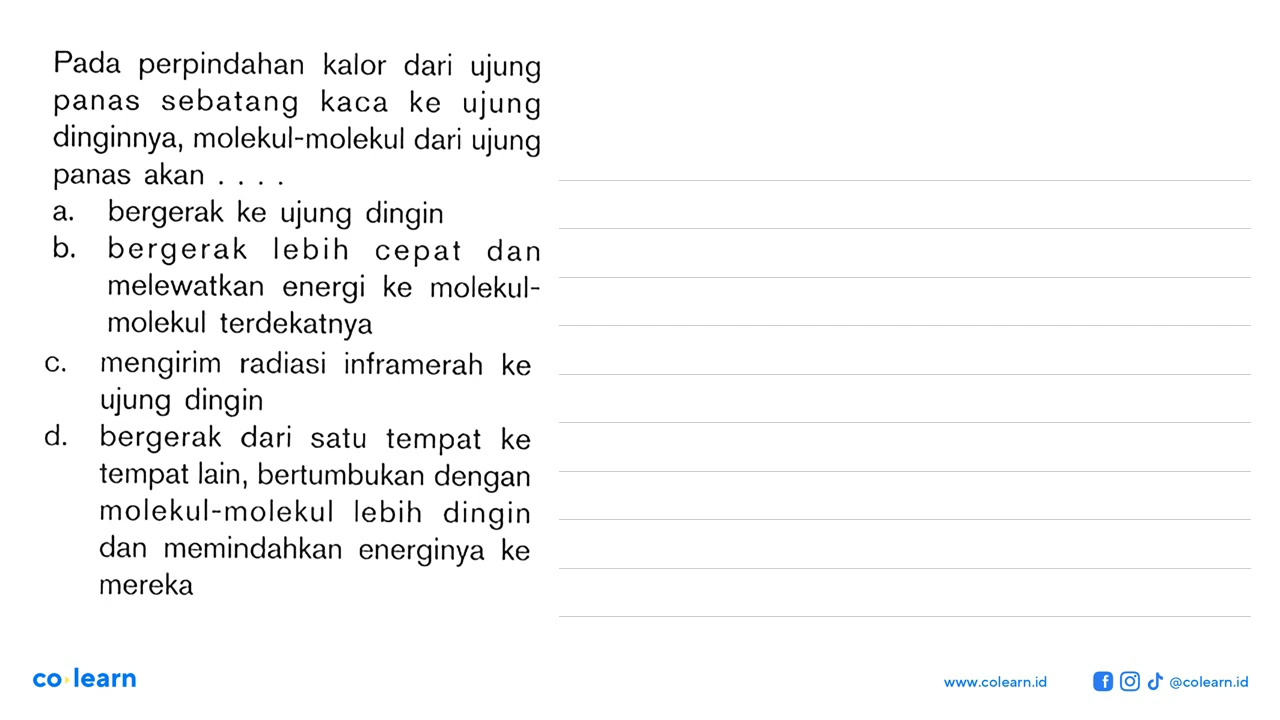 Pada perpindahan kalor dari ujung
panas sebatang kaca ke ujung
dinginnya, molekul-molekul dari ujung
panas akan . . . .
a. bergerak ke ujung dingin
b. bergerak lebih cepat dan
melewatkan energi ke molekul-
molekul terdekatnya
c. mengirim radiasi inframerah ke
ujung dingin
d. bergerak dari satu tempat ke
tempat lain, bertumbukan dengan
molekul-molekul lebih dingin
dan memindahkan energinya ke
mereka
co learn
www.colearn.id
@colearn.id